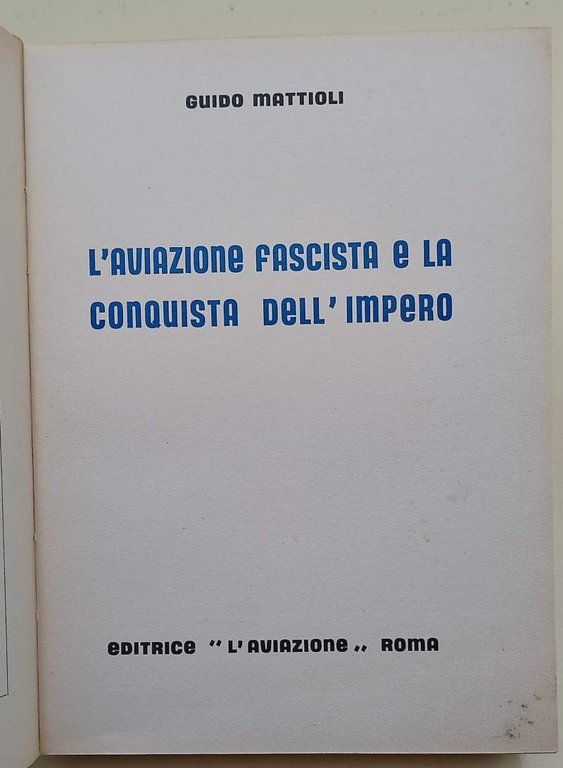 GUIDO MATTIOLI
L'AVIAZIONE FASCISTA E LA
CONQUISTA DELL'IMPERO
EDITRICE "L'AVIAZIONE„ ROMA